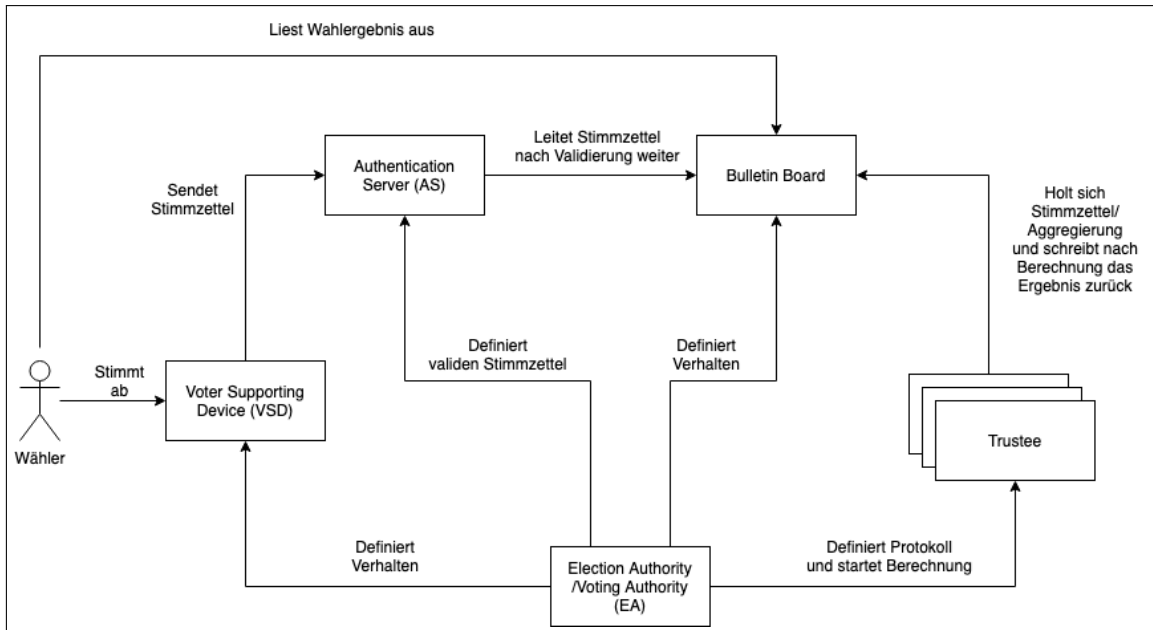 Liest Wahlergebnis aus
Authentication
Server (AS)
Leitet Stimmzettel
nach Validierung weiter
Bulletin Board
Sendet
Stimmzettel
Holt sich
Stimmzettel/
Aggregierung
und schreibt nach
Berechnung das
Ergebnis zurück
Definiert
validen Stimmzettel
Definiert
Verhalten
Stimmt
ab
Voter Supporting
Device (VSD)
Wähler
Trustee
Definiert
Verhalten
Election Authority
/Voting Authority
(EA)
Definiert Protokoll
und startet Berechnung